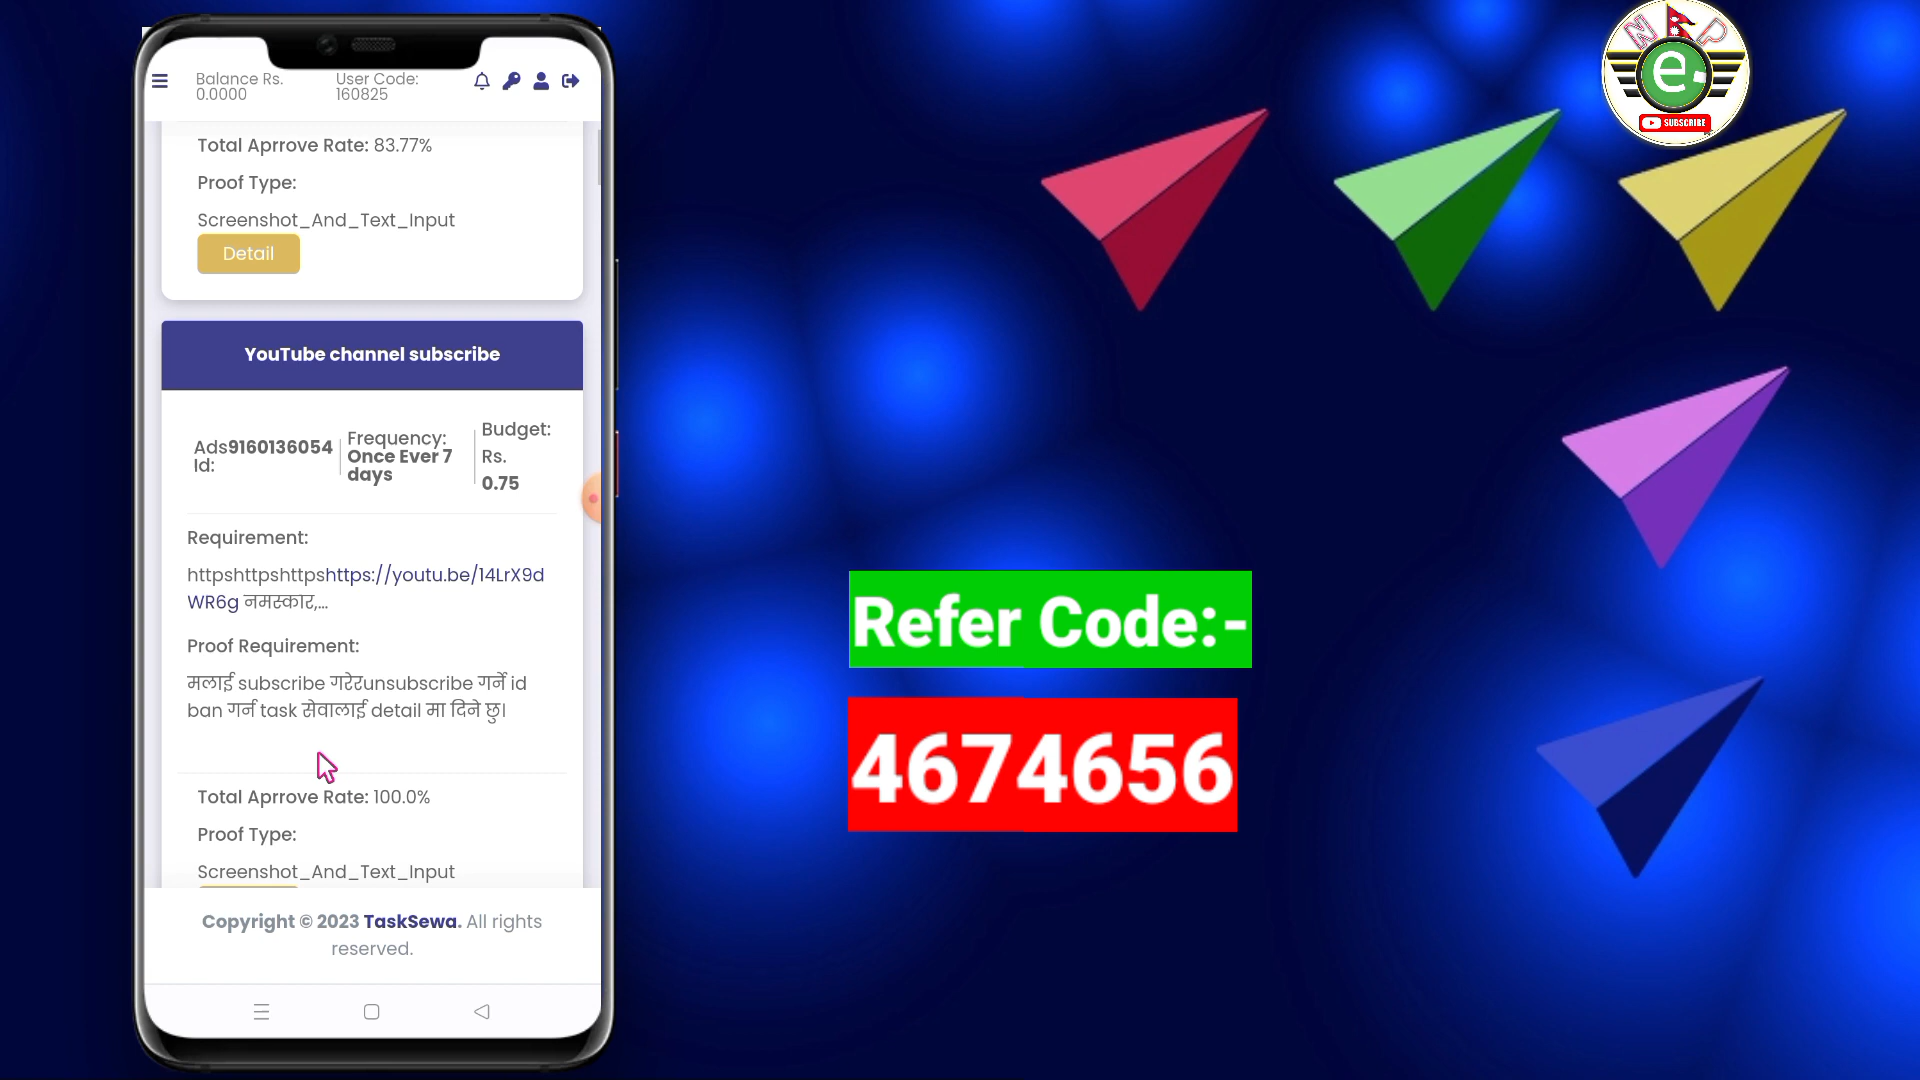 Balance Rs.
0.0000
User Code:
160825
Total Aprrove Rate: 83.77%
Proof Type:
Screenshot_And_Text_Input
Detail
YouTube channel subscribe
Ads9160136054
Id:
Frequency:
Once Ever 7
days
Budget:
Rs.
0.75
Requirement:
httpshttpshttpshttps://youtu.be/14LrX9d
WR6g नमस्कार,...
Proof Requirement:
मलाई subscribe गरेरunsubscribe गर्ने id
ban गर्न task सेवालाई detail मा दिने छु।
Total Aprrove Rate: 100.0%
Proof Type:
Screenshot_And_Text_Input
Copyright © 2023 TaskSewa. All rights
reserved.
Refer Code:-
4674656
N P
e
SUBSCRIBE